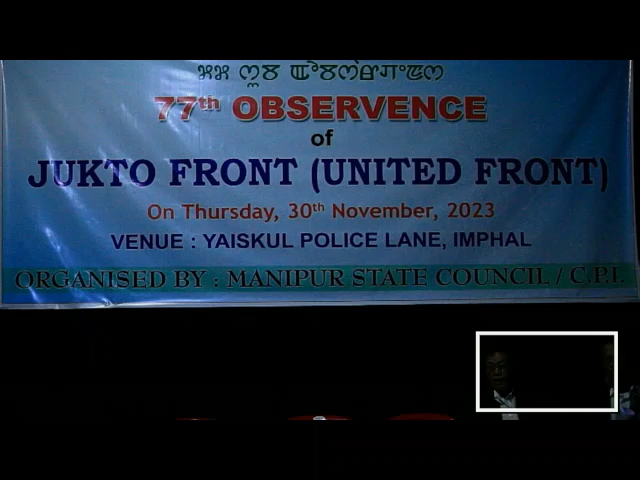 77th OBSERVENCE
of
JUKTO FRONT (UNITED FRONT)
On Thursday, 30th November, 2023
VENUE : YAISKUL POLICE LANE, IMPHAL
ORGANISED BY : MANIPUR STATE COUNCIL / C.P.I.